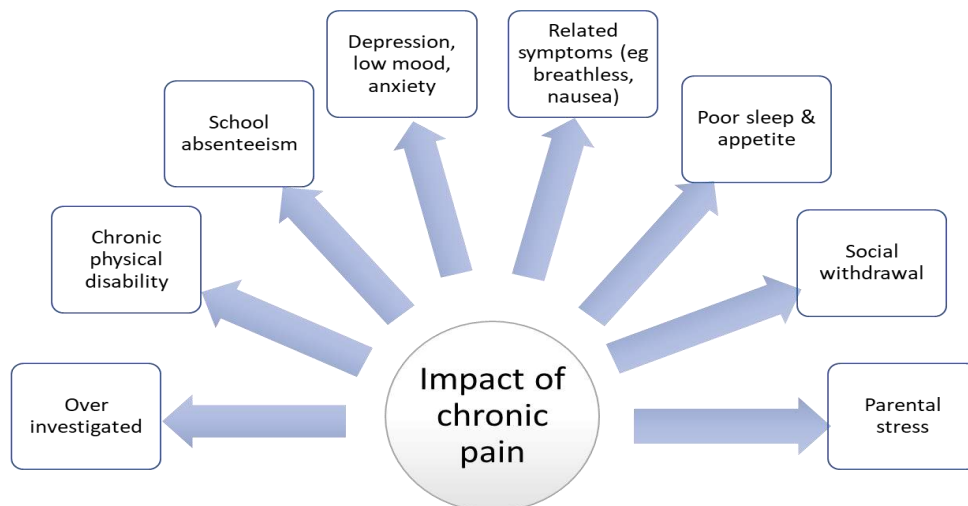 Over
investigated
Chronic
physical
disability
School
absenteeism
Depression,
low mood,
anxiety
Related
symptoms (eg
breathless,
nausea)
Poor sleep &
appetite
Social
withdrawal
Parental
stress
Impact of
chronic
pain